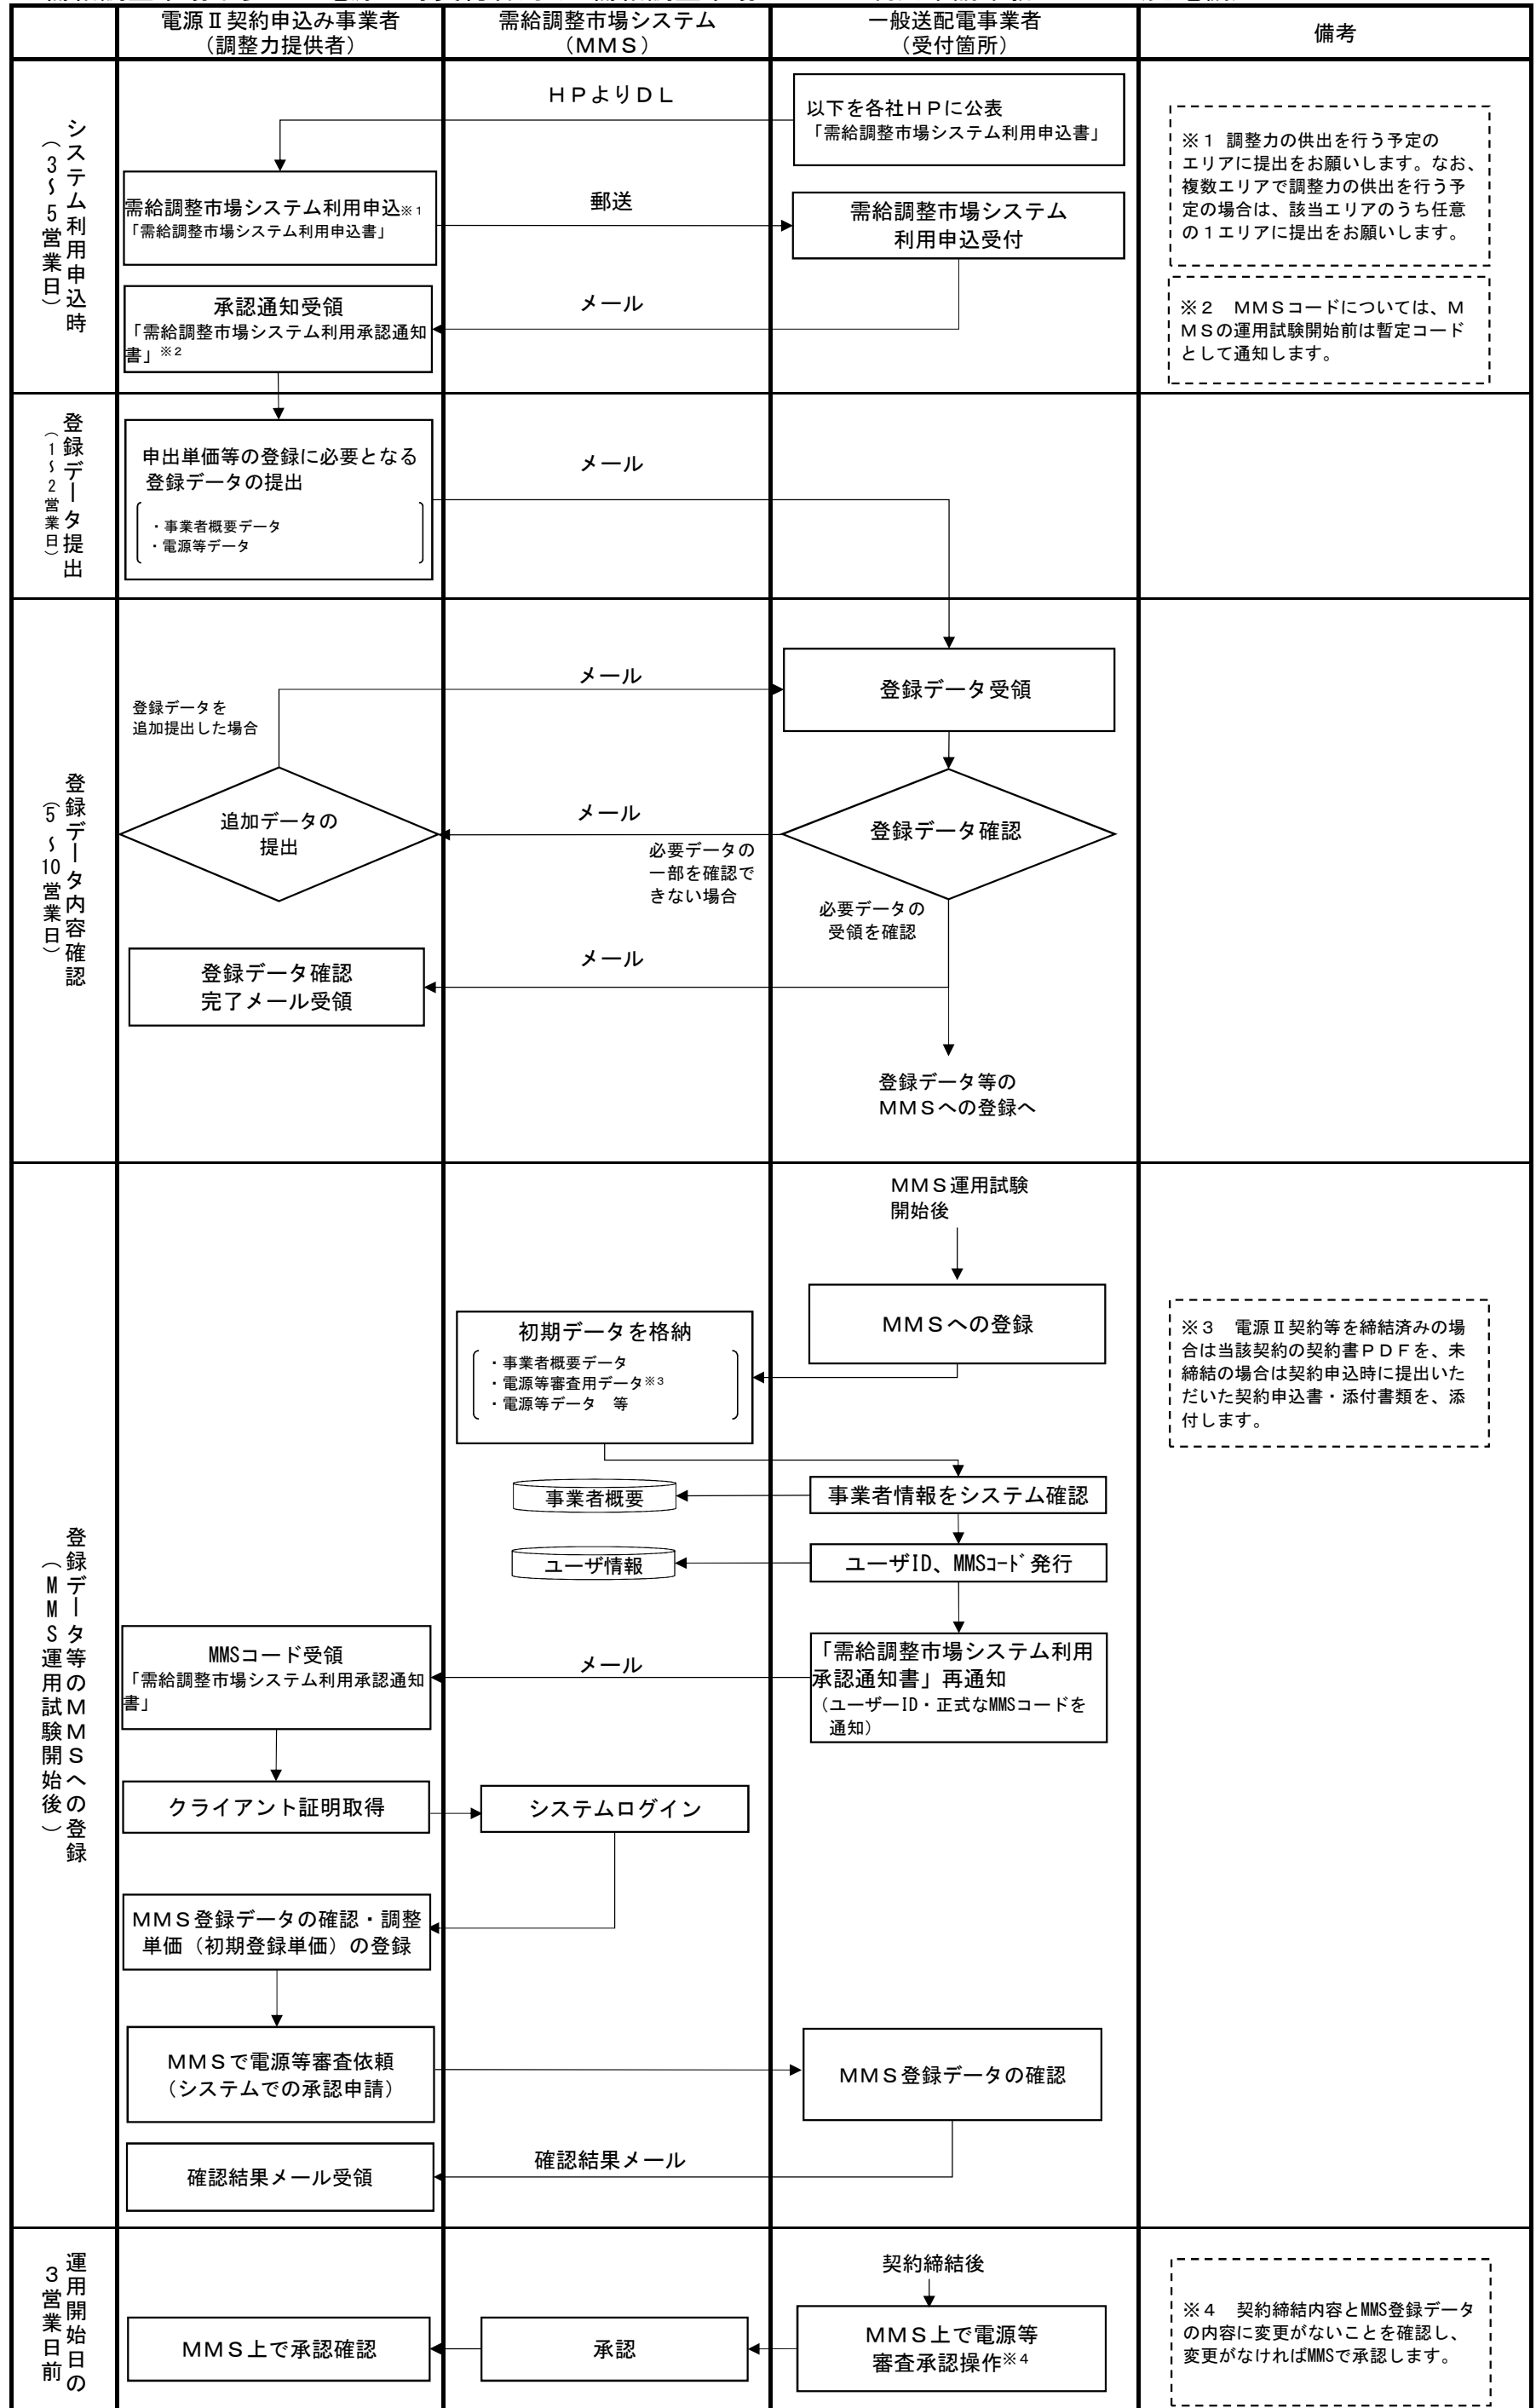 電源Ⅱ契約申込み事業者
（調整力提供者）
需給調整市場システム
（ＭＭＳ）
一般送配電事業者
（受付箇所）
備考
システム利用申込時
（３～５営業日）
ＨＰよりＤＬ
以下を各社ＨＰに公表
「需給調整市場システム利用申込書」
需給調整市場システム利用申込※１
「需給調整市場システム利用申込書」
郵送
需給調整市場システム
利用申込受付
承認通知受領
「需給調整市場システム利用承認通知
書」※２
メール
※１ 調整力の供出を行う予定の
エリアに提出をお願いします。なお、
複数エリアで調整力の供出を行う予
定の場合は、該当エリアのうち任意
の１エリアに提出をお願いします。
※２　ＭＭＳコードについては、Ｍ
ＭＳの運用試験開始前は暫定コード
として通知します。
登録データ提出
（１～２営業日）
申出単価等の登録に必要となる
登録データの提出
・事業者概要データ
・電源等データ
メール
登録データ内容確認
（５～10営業日）
メール
登録データ受領
登録データを
追加提出した場合
追加データの
提出
メール
登録データ確認
必要データの
一部を確認で
きない場合
必要データの
受領を確認
登録データ確認
完了メール受領
メール
登録データ等の
ＭＭＳへの登録へ
登録データ等のＭＭＳへの登録
（ＭＭＳ運用試験開始後）
ＭＭＳ運用試験
開始後
ＭＭＳへの登録
初期データを格納
・事業者概要データ
・電源等審査用データ※３
・電源等データ　等
※３　電源Ⅱ契約等を締結済みの場
合は当該契約の契約書ＰＤＦを、未
締結の場合は契約申込時に提出いた
だいた契約申込書・添付書類を、添
付します。
事業者概要
事業者情報をシステム確認
ユーザ情報
ユーザID、MMSｺｰﾄﾞ発行
MMSコード受領
「需給調整市場システム利用承認通知
書」
メール
「需給調整市場システム利用
承認通知書」再通知
（ユーザーID・正式なMMSコードを
通知）
クライアント証明取得
システムログイン
ＭＭＳ登録データの確認・調整
単価（初期登録単価）の登録
ＭＭＳで電源等審査依頼
（システムでの承認申請）
ＭＭＳ登録データの確認
確認結果メール受領
確認結果メール
運用開始日の
３営業日前
契約締結後
ＭＭＳ上で承認確認
承認
ＭＭＳ上で電源等
審査承認操作※４
※４　契約締結内容とMMS登録データ
の内容に変更がないことを確認し、
変更がなければMMSで承認します。